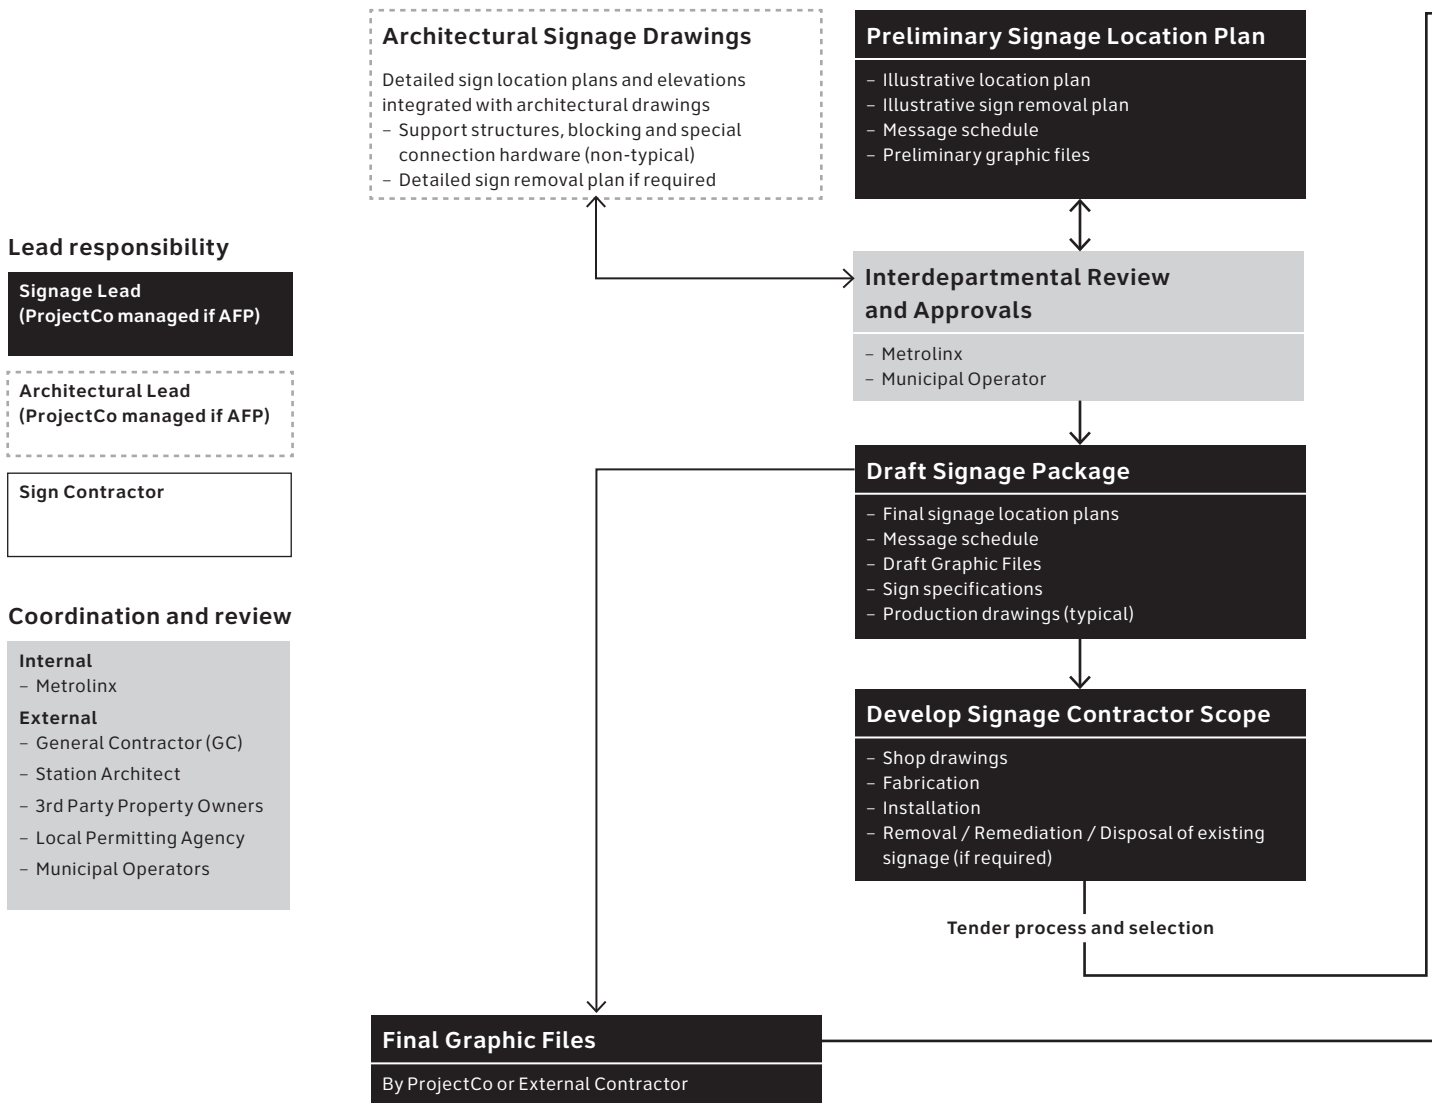 Architectural Signage Drawings
Detailed sign location plans and elevations
integrated with architectural drawings
– Support structures, blocking and special
connection hardware (non-typical)
– Detailed sign removal plan if required
Preliminary Signage Location Plan
– Illustrative location plan
– Illustrative sign removal plan
– Message schedule
– Preliminary graphic files
Lead responsibility
Signage Lead
(ProjectCo managed if AFP)
Architectural Lead
(ProjectCo managed if AFP)
Sign Contractor
Coordination and review
Internal
– Metrolinx
External
– General Contractor (GC)
– Station Architect
– 3rd Party Property Owners
– Local Permitting Agency
– Municipal Operators
Interdepartmental Review
and Approvals
– Metrolinx
– Municipal Operator
Draft Signage Package
– Final signage location plans
– Message schedule
– Draft Graphic Files
– Sign specifications
– Production drawings (typical)
Develop Signage Contractor Scope
– Shop drawings
– Fabrication
– Installation
– Removal / Remediation / Disposal of existing
signage (if required)
Tender process and selection
Final Graphic Files
By ProjectCo or External Contractor